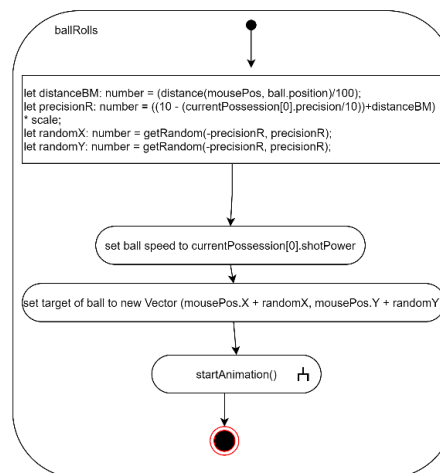 ballRolls
let distanceBM: number = (distance(mousePos, ball.position)/100);
let precisionR: number = ((10 - (currentPossession[0].precision/10))+distanceBM)
* scale;
let randomX: number = getRandom(-precisionR, precisionR);
let randomY: number = getRandom(-precisionR, precisionR);
set ball speed to currentPossession[0].shotPower
set target of ball to new Vector (mousePos.X + randomX, mousePos.Y + randomY
startAnimation()